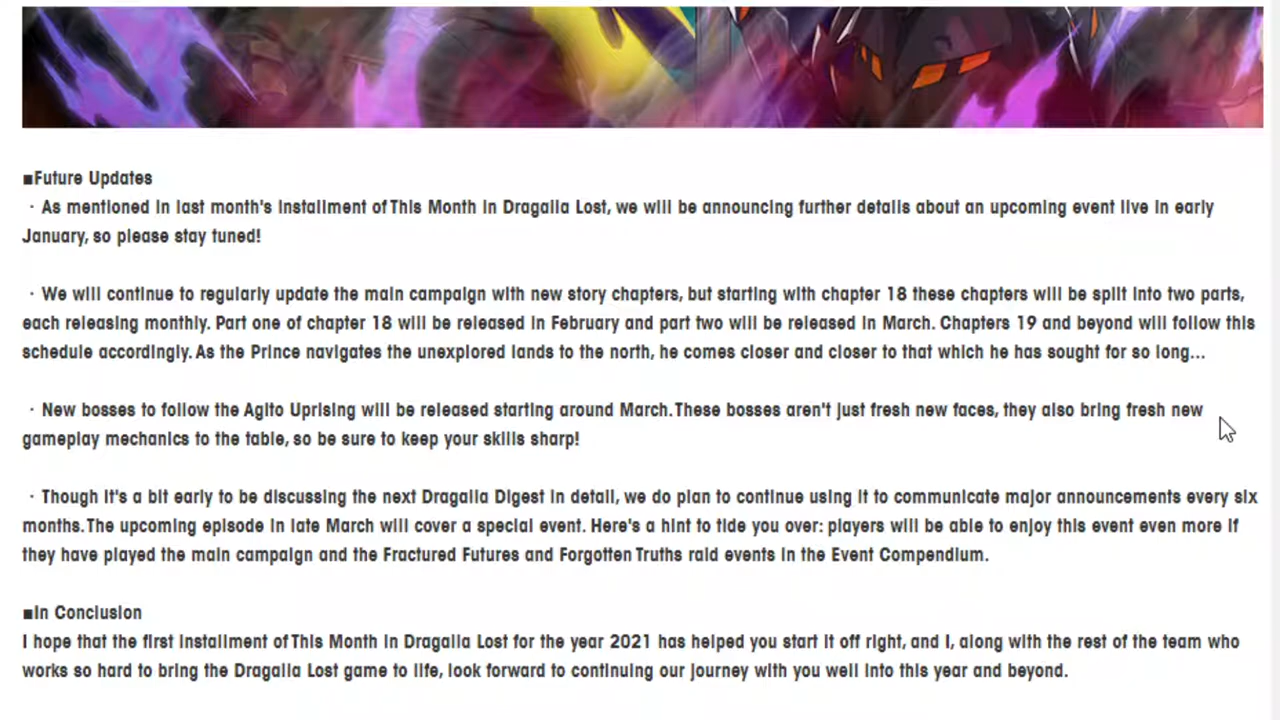 ■Future Updates
・As mentioned in last month's installment of This Month in Dragalia Lost, we will be announcing further details about an upcoming event live in early
January, so please stay tuned!
・We will continue to regularly update the main campaign with new story chapters, but starting with chapter 18 these chapters will be split into two parts,
each releasing monthly. Part one of chapter 18 will be released in February and part two will be released in March. Chapters 19 and beyond will follow this
schedule accordingly. As the Prince navigates the unexplored lands to the north, he comes closer and closer to that which he has sought for so long...
・New bosses to follow the Agito Uprising will be released starting around March. These bosses aren't just fresh new faces, they also bring fresh new
gameplay mechanics to the table, so be sure to keep your skills sharp!
・Though it's a bit early to be discussing the next Dragalia Digest in detail, we do plan to continue using it to communicate major announcements every six
months. The upcoming episode in late March will cover a special event. Here's a hint to tide you over: players will be able to enjoy this event even more if
they have played the main campaign and the Fractured Futures and Forgotten Truths raid events in the Event Compendium.
■In Conclusion
I hope that the first installment of This Month in Dragalia Lost for the year 2021 has helped you start it off right, and I, along with the rest of the team who
works so hard to bring the Dragalia Lost game to life, look forward to continuing our journey with you well into this year and beyond.